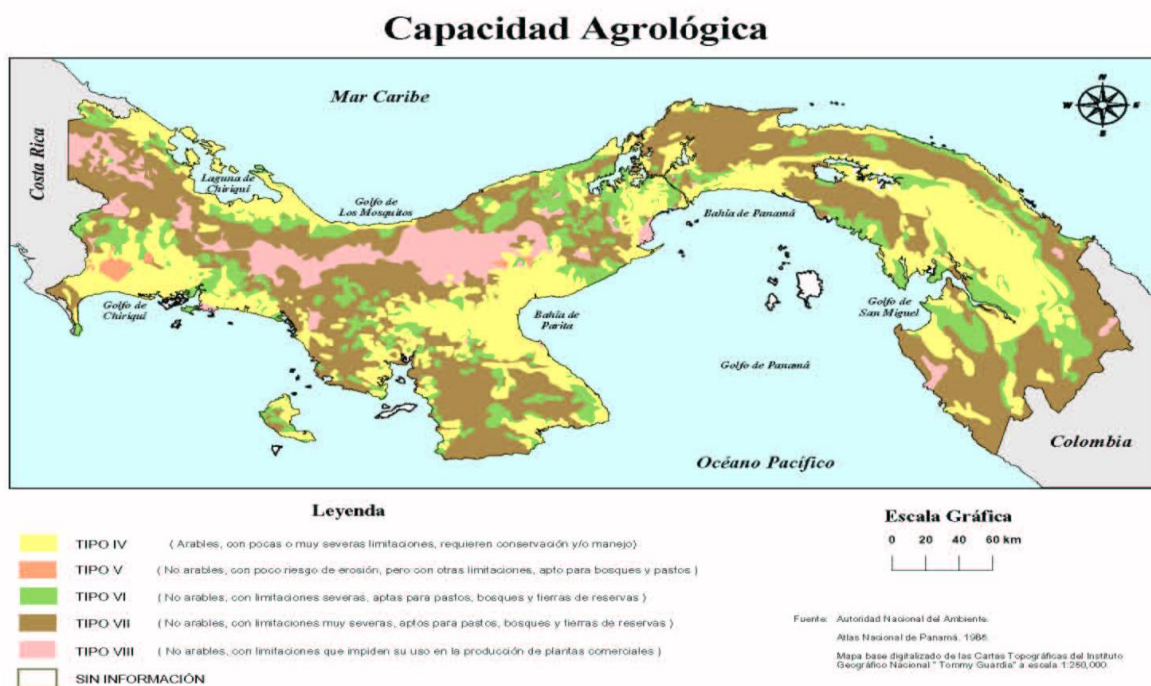 Capacidad Agrológica
Mar Caribe
N
W E
S
Costa Rica
Laguna de
Chiriquí
Golfo de
Los Mosquitos
Bahía de Panamá
Golfo de
Chiriquí
Bahía de
Parita
Golfo de
San Miguel
Golfo de Panamá
Colombia
Océano Pacífico
Leyenda
TIPO IV ( Arables, con pocas o muy severas limitaciones, requieren conservación y/o manejo)
TIPO V ( No arables, con poco riesgo de erosión, pero con otras limitaciones, apto para bosques y pastos )
TIPO VI ( No arables, con limitaciones severas, aptas para pastos, bosques y tierras de reservas )
TIPO VII ( No arables, con limitaciones muy severas, aptos para pastos, bosques y tierras de reservas )
TIPO VIII ( No arables, con limitaciones que impiden su uso en la producción de plantas comerciales )
SIN INFORMACIÓN
Escala Gráfica
0 20 40 60 km
Fuente: Autoridad Nacional del Ambiente.
Atlas Nacional de Panamá, 1988.
Mapa base digitalizado de las Cartas Topográficas del Instituto
Geográfico Nacional " Tommy Guardia" a escala 1:250,000.